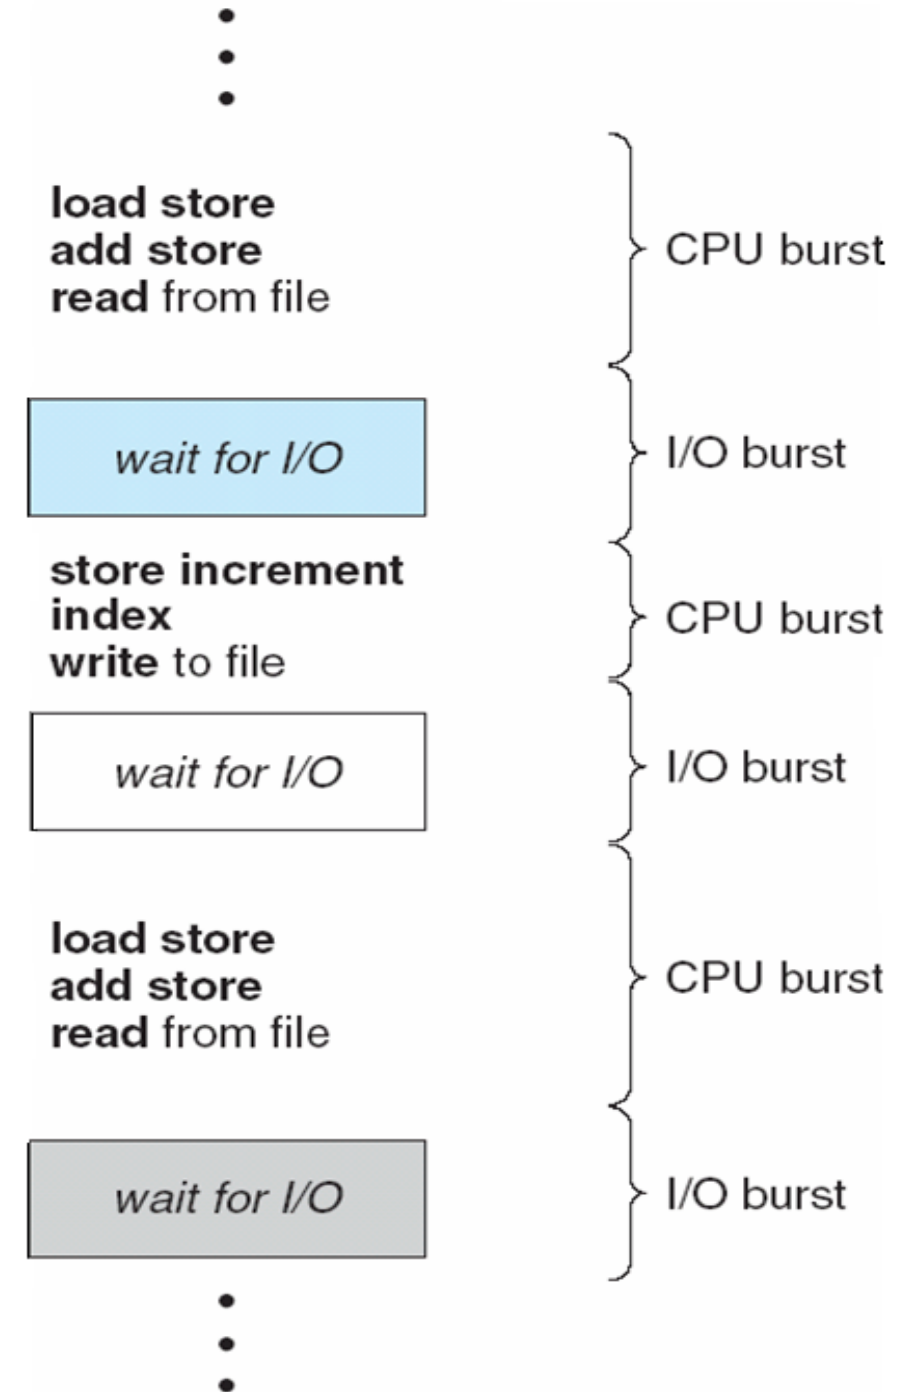 load store
add store
read from file
CPU burst
wait for I/O
I/O burst
store increment
index
write to file
CPU burst
wait for I/O
I/O burst
load store
add store
read from file
CPU burst
wait for I/O
I/O burst